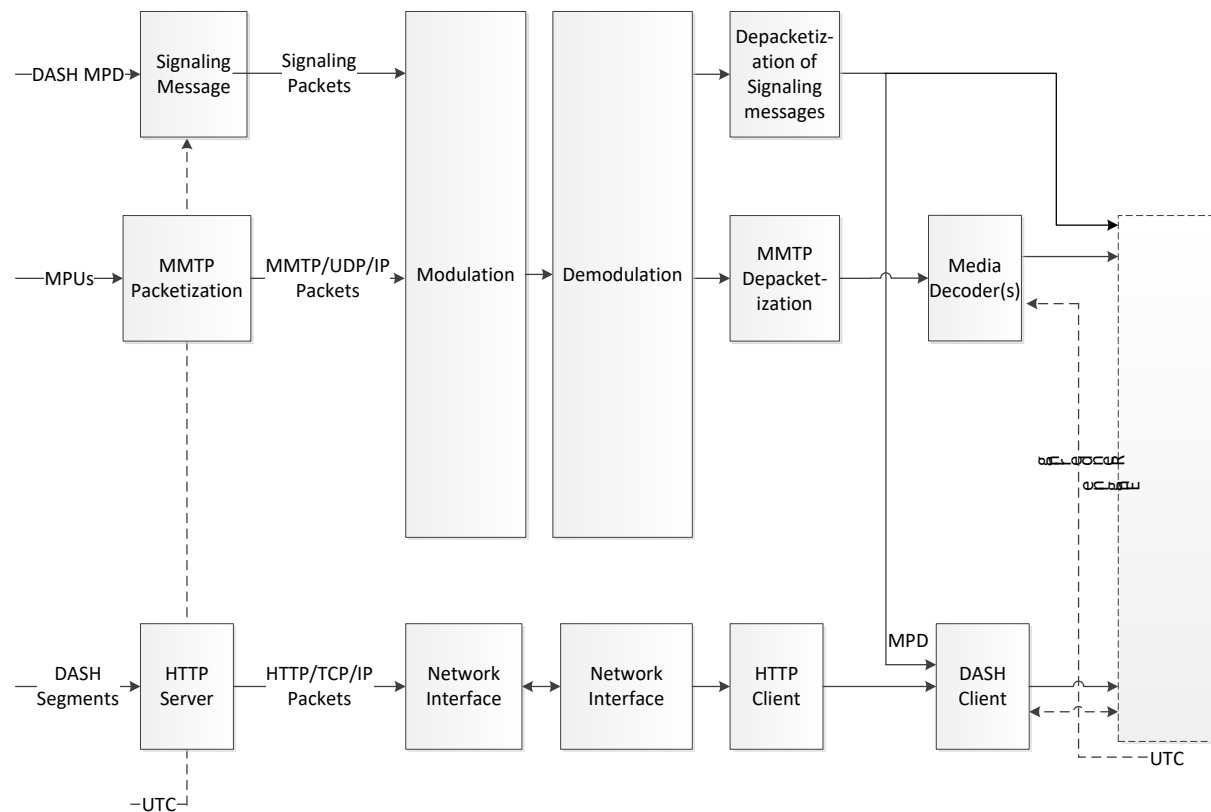 DASH MPD
Signaling
Message
Signaling
Packets
Depacketiz-
ation of
Signaling
messages
MPUs
MMTP
Packetization
MMTP/UDP/IP
Packets
Modulation
Demodulation
MMTP
Depacket-
ization
Media
Decoder(s)
MPD
DASH
Segments
HTTP
Server
HTTP/TCP/IP
Packets
Network
Interface
Network
Interface
HTTP
Client
DASH
Client
UTC
UTC